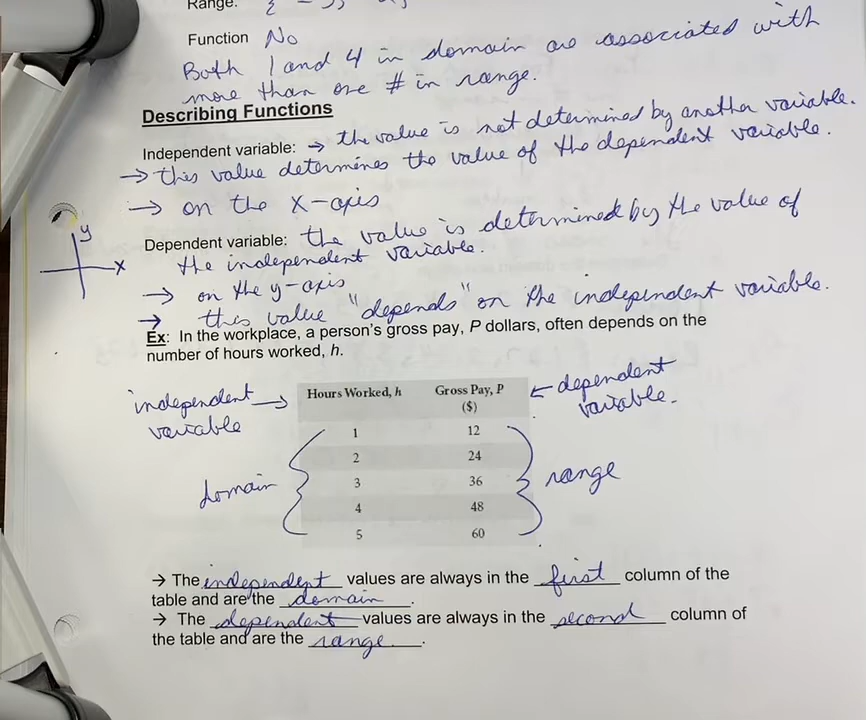 Range: {
Function No
Both 1 and 4 in domain are associated with
more than one # in range.
Describing Functions
Independent variable: → the value is not determined by another variable.
→ this value determines the value of the dependent variable.
→ on the x-axis
y
x
Dependent variable: the value is determined by the value of
the independent variable.
→ on the y-axis
→ this value "depends" on the independent variable.
Ex: In the workplace, a person's gross pay, P dollars, often depends on the
number of hours worked, h.
independent → Hours Worked, h Gross Pay, P ← dependent
variable ($) variable.
1 12
2 24
domain 3 36 range
4 48
5 60
→ The independent values are always in the first column of the
table and are the domain.
→ The dependent values are always in the second column of
the table and are the range.